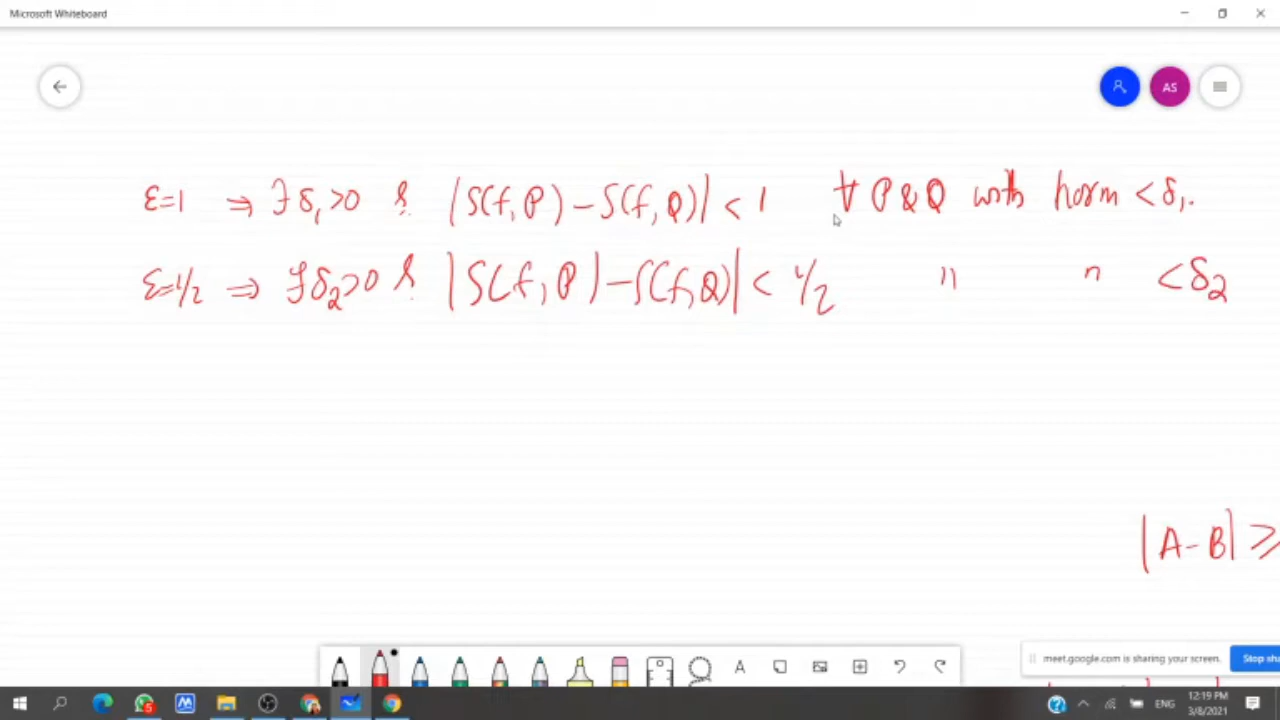 Microsoft Whiteboard
AS
ε=1 ⇒ ∃ δ₁>0 s. |S(f,P) – S(f,Q)| < 1 ∀ P & Q with norm < δ₁.
ε=1/2 ⇒ ∃ δ₂>0 s. |S(f,P) – S(f,Q)| < 1/2 " " < δ₂
|A-B| ≥
A
meet.google.com is sharing your screen.
Stop sha
5
ENG
12:19 PM
3/8/2021